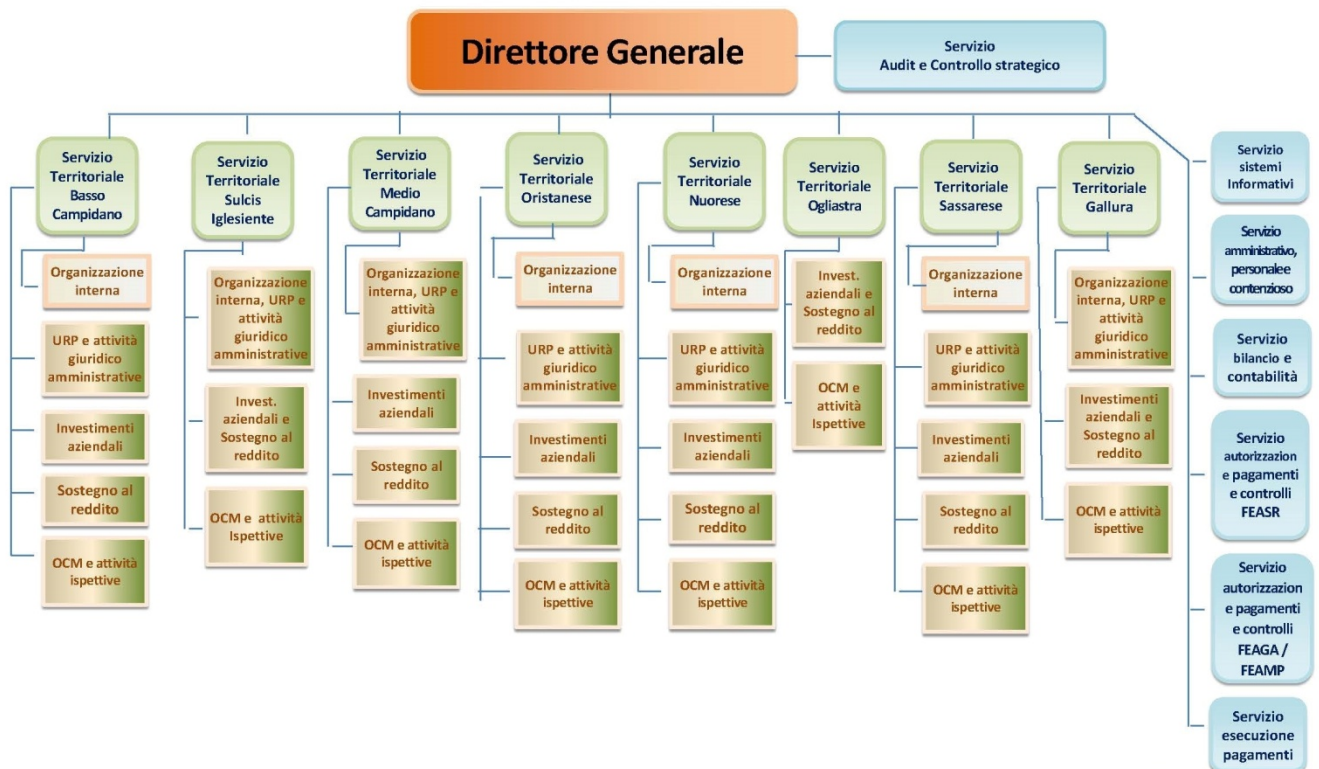 Direttore Generale
Servizio
Audit e Controllo strategico
Servizio
Territoriale
Basso
Campidano
Organizzazione
interna
URP e attività
giuridico
amministrative
Investimenti
aziendali
Sostegno al
reddito
OCM e attività
ispettive
Servizio
Territoriale
Sulcis
Iglesiente
Organizzazione
interna, URP e
attività
giuridico
amministrative
Invest.
aziendali e
Sostegno al
reddito
OCM e attività
Ispettive
Servizio
Territoriale
Medio
Campidano
Organizzazione
interna, URP e
attività
giuridico
amministrative
Investimenti
aziendali
Sostegno al
reddito
OCM e attività
ispettive
Servizio
Territoriale
Oristanese
Organizzazione
interna
URP e attività
giuridico
amministrative
Investimenti
aziendali
Sostegno al
reddito
OCM e attività
ispettive
Servizio
Territoriale
Nuorese
Organizzazione
interna
URP e attività
giuridico
amministrative
Investimenti
aziendali
Sostegno al
reddito
OCM e attività
ispettive
Servizio
Territoriale
Ogliastra
Invest.
aziendali e
Sostegno al
reddito
OCM e
attività
Ispettive
Servizio
Territoriale
Sassarese
Organizzazione
interna
URP e attività
giuridico
amministrative
Investimenti
aziendali
Sostegno al
reddito
OCM e attività
ispettive
Servizio
Territoriale
Gallura
Organizzazione
interna, URP e
attività
giuridico
amministrative
Investimenti
aziendali e
Sostegno al
reddito
OCM e attività
ispettive
Servizio
sistemi
Informativi
Servizio
amministrativo,
personale e
contenzioso
Servizio
bilancio e
contabilità
Servizio
autorizzazion
e pagamenti
e controlli
FEASR
Servizio
autorizzazion
e pagamenti
e controlli
FEAGA /
FEAMP
Servizio
esecuzione
pagamenti